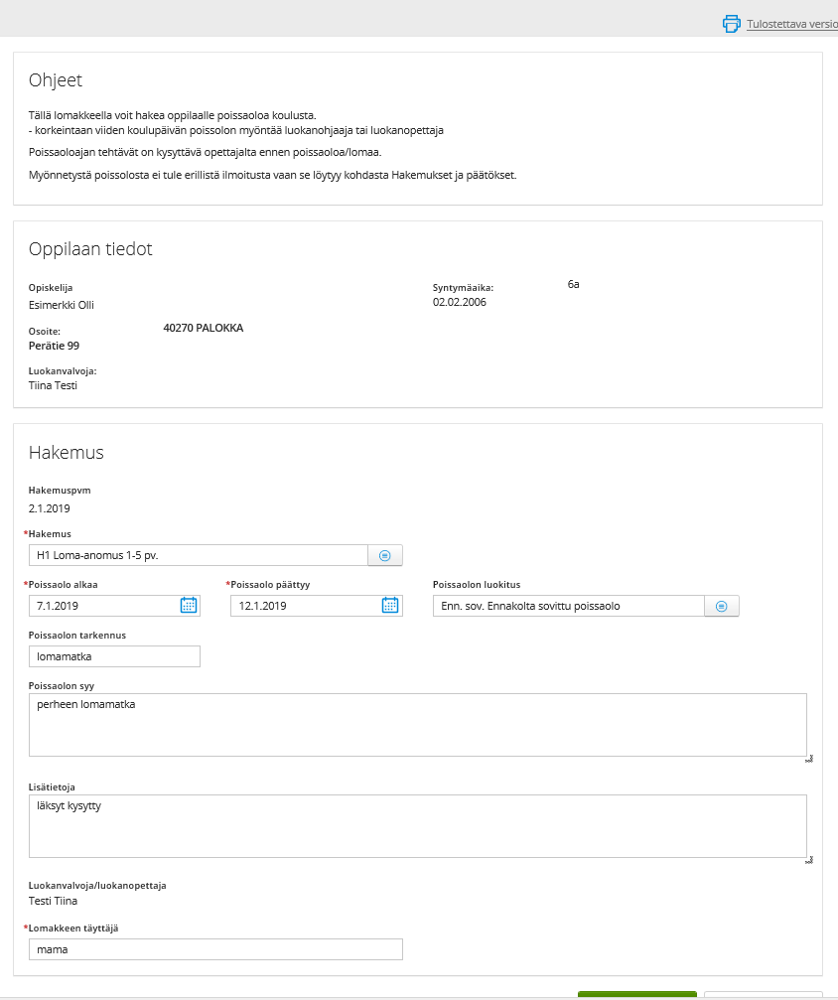 Tulostettava versio
Ohjeet
Tällä lomakkeella voit hakea oppilaalle poissaoloa koulusta.
- korkeintaan viiden koulupäivän poissolon myöntää luokanohjaaja tai luokanopettaja
Poissaoloajan tehtävät on kysyttävä opettajalta ennen poissaoloa/lomaa.
Myönnetystä poissolosta ei tule erillistä ilmoitusta vaan se löytyy kohdasta Hakemukset ja päätökset.
Oppilaan tiedot
Opiskelija Syntymäaika: 6a
Esimerkki Olli 02.02.2006
Osoite: 40270 PALOKKA
Perätie 99
Luokanvalvoja:
Tiina Testi
Hakemus
Hakemuspvm
2.1.2019
*Hakemus
H1 Loma-anomus 1-5 pv.
*Poissaolo alkaa *Poissaolo päättyy Poissaolon luokitus
7.1.2019 12.1.2019 Enn. sov. Ennakolta sovittu poissaolo
Poissaolon tarkennus
lomamatka
Poissaolon syy
perheen lomamatka
Lisätietoja
läksyt kysytty
Luokanvalvoja/luokanopettaja
Testi Tiina
*Lomakkeen täyttäjä
mama